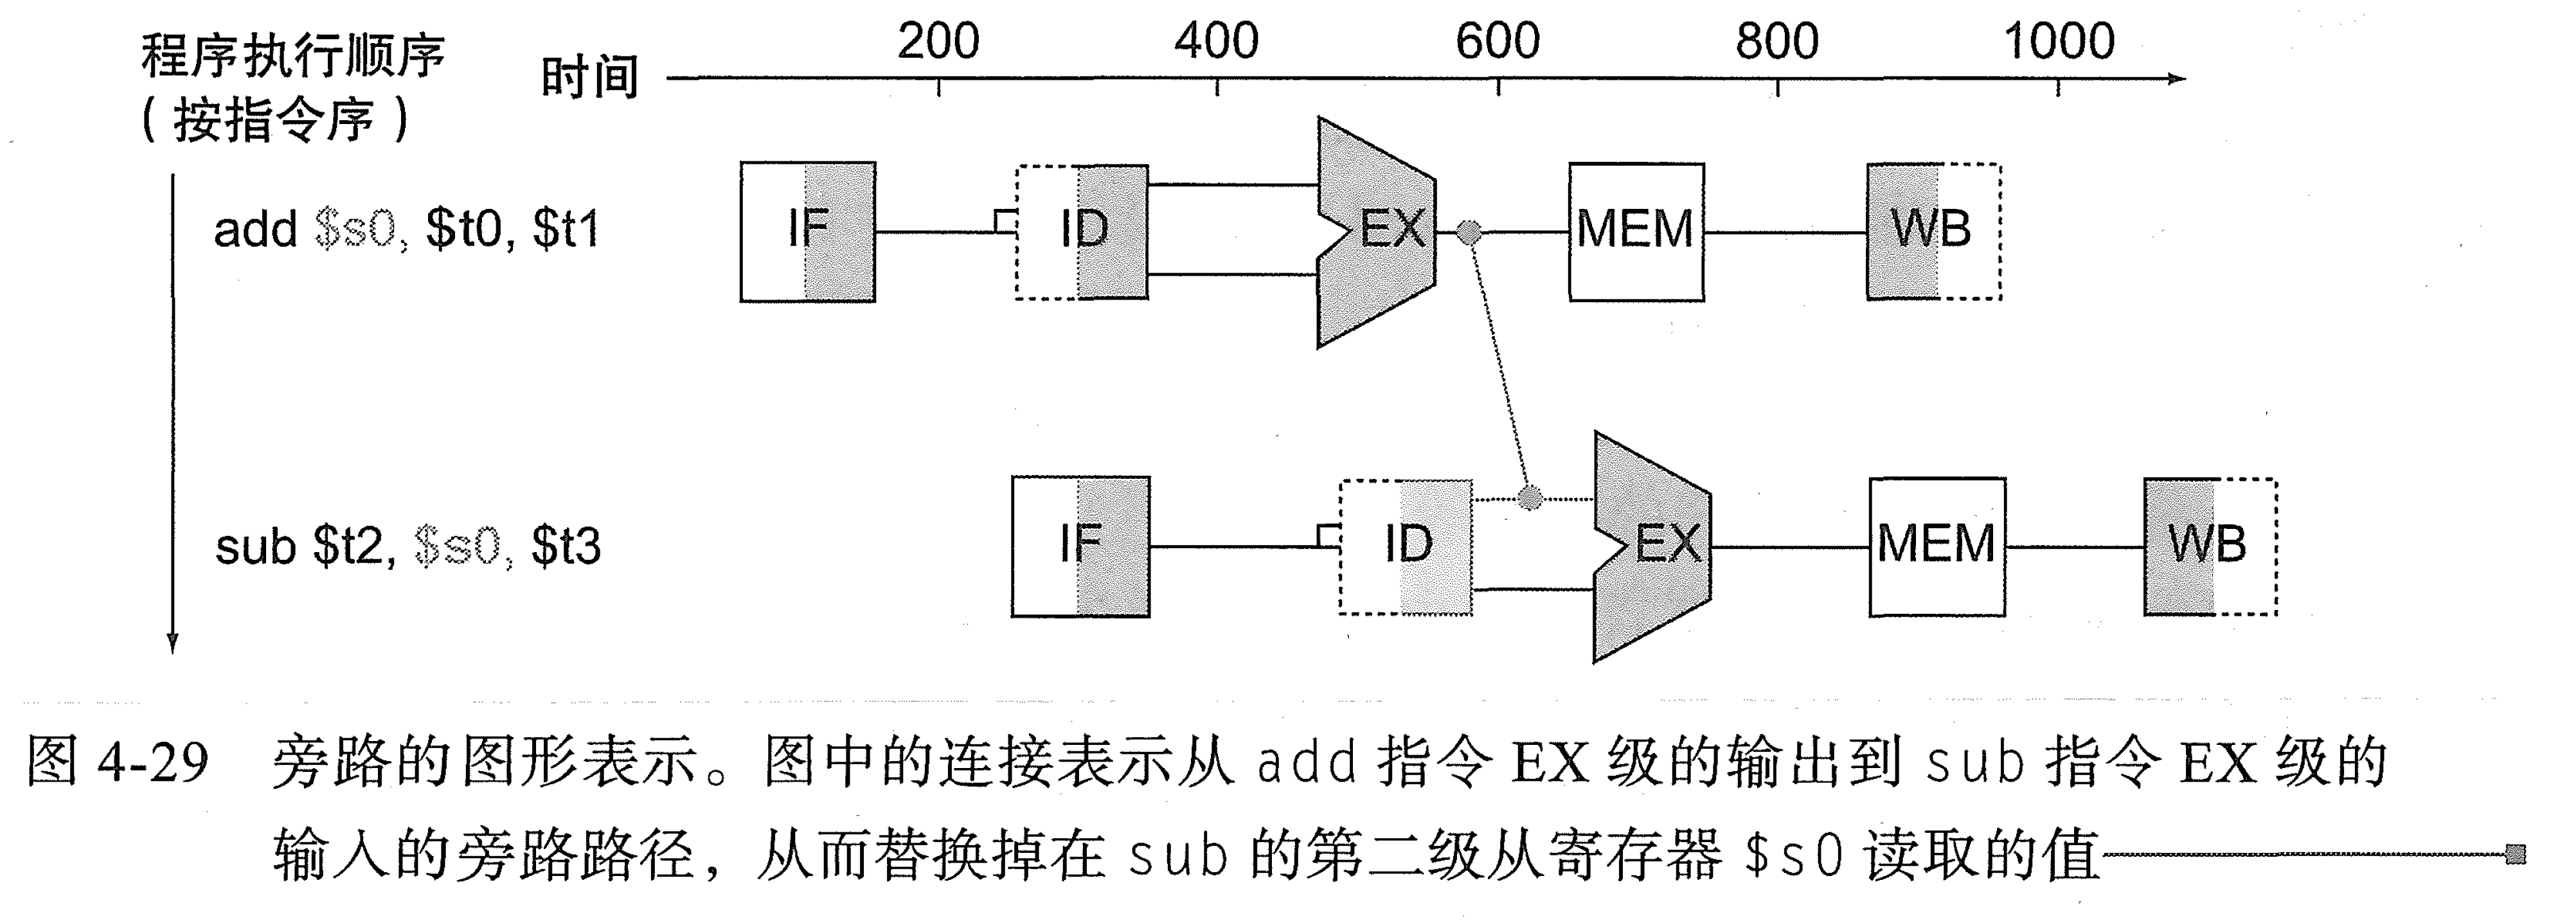 程序执行顺序
(按指令序)
时间
200 400 600 800 1000
add $s0, $t0, $t1
IF ID EX MEM WB
sub $t2, $s0, $t3
IF ID EX MEM WB
图 4-29 旁路的图形表示。图中的连接表示从 add 指令 EX 级的输出到 sub 指令 EX 级的
输入的旁路路径，从而替换掉在 sub 的第二级从寄存器 $s0 读取的值